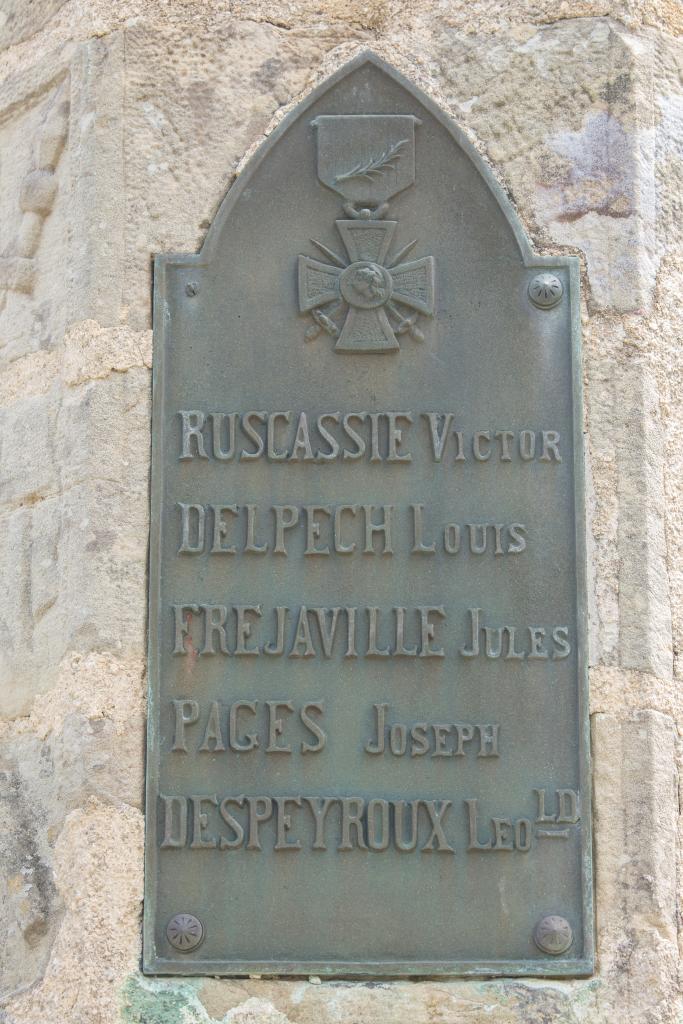 RUSCASSIE VICTOR
DELPECH LOUIS
FREJAVILLE JULES
PAGES JOSEPH
DESPEYROUX LEO LD